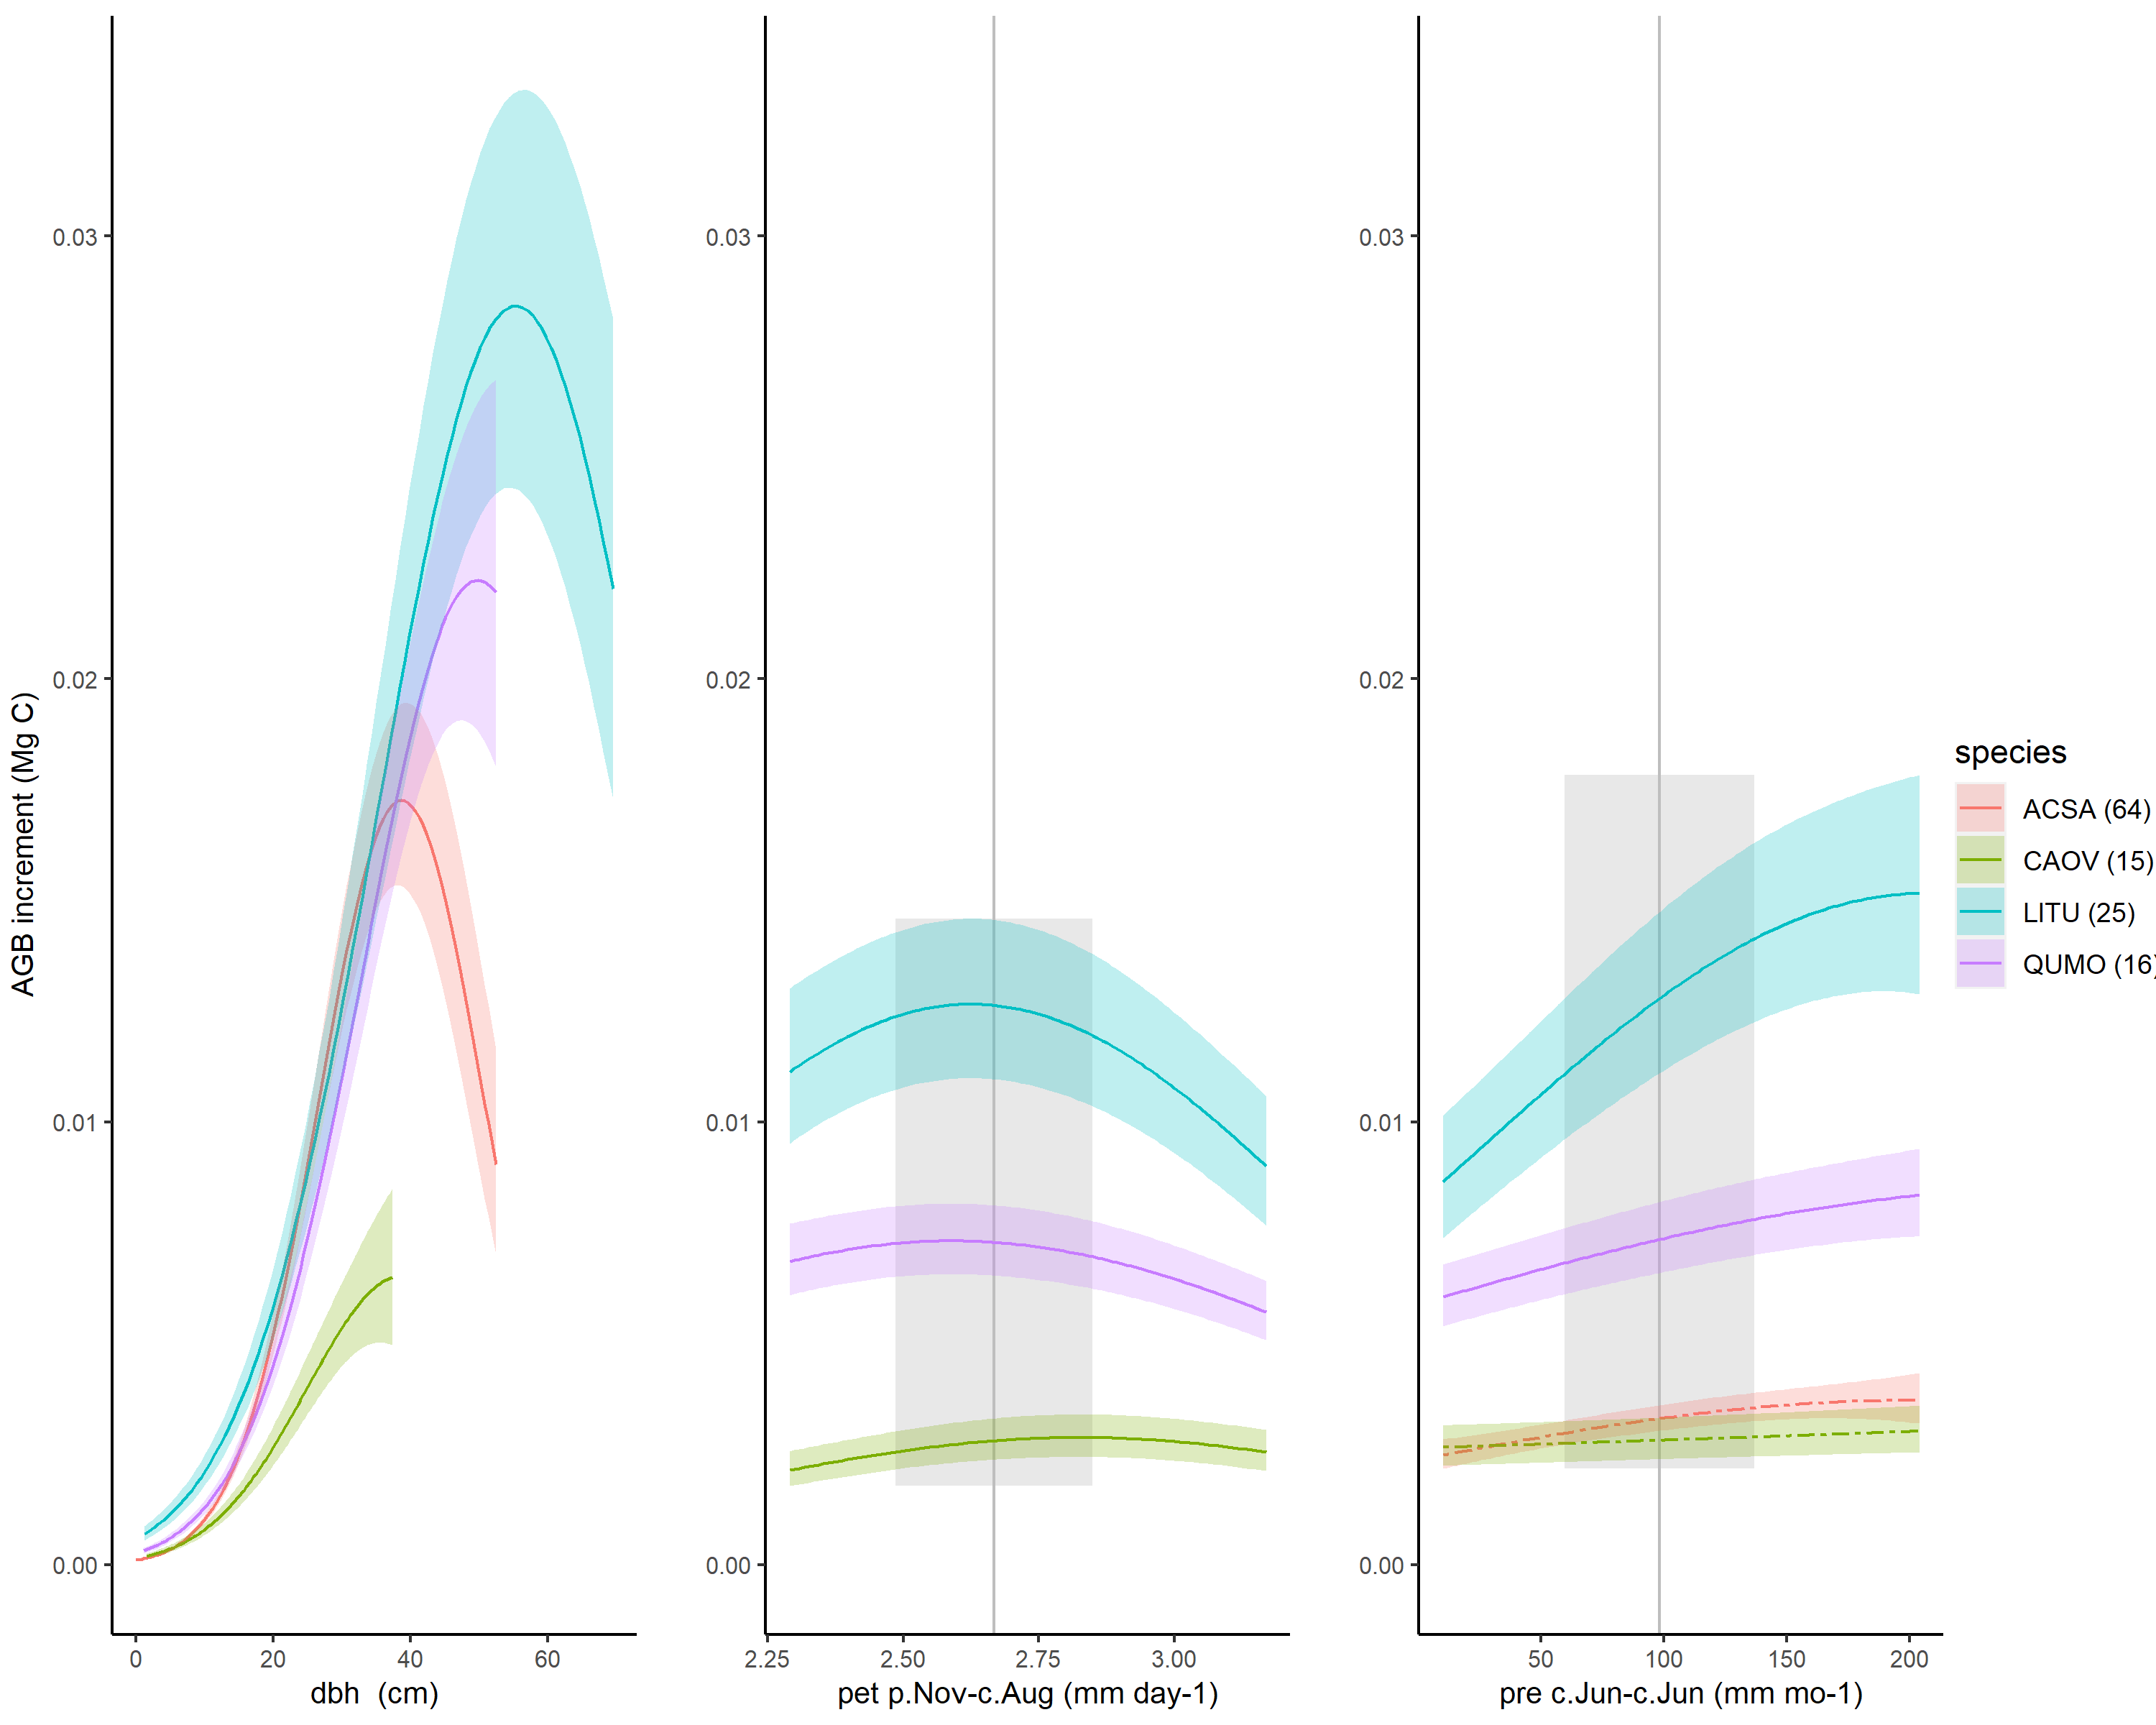 AGB increment (Mg C)
0.03
0.02
0.01
0.00
0
20
40
60
dbh  (cm)
0.03
0.02
0.01
0.00
2.25
2.50
2.75
3.00
pet p.Nov-c.Aug (mm day-1)
0.03
0.02
0.01
0.00
50
100
150
200
pre c.Jun-c.Jun (mm mo-1)
species
ACSA (64)
CAOV (15)
LITU (25)
QUMO (16)